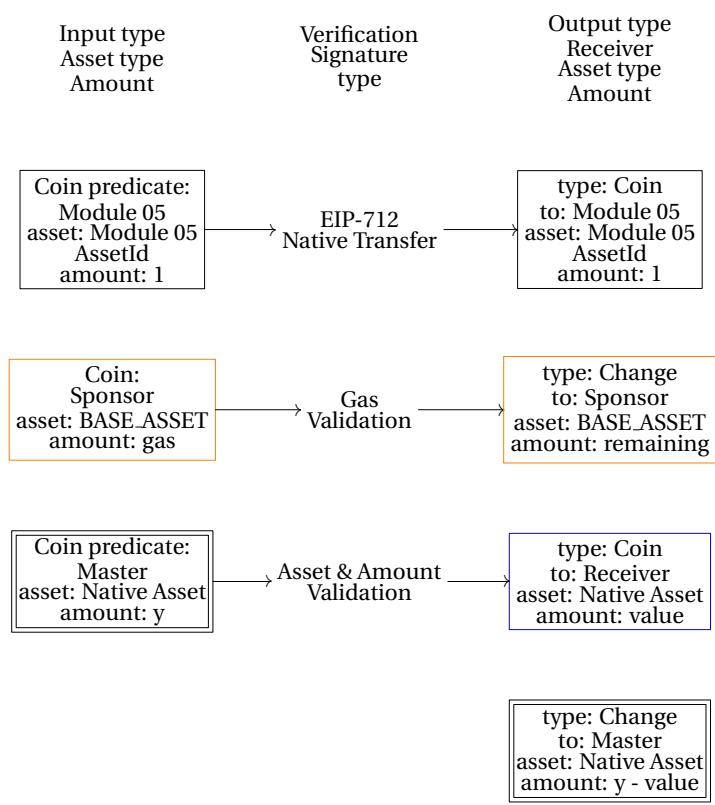 Input type
Asset type
Amount
Verification
Signature
type
Output type
Receiver
Asset type
Amount
Coin predicate:
Module 05
asset: Module 05
AssetId
amount: 1
EIP-712
Native Transfer
type: Coin
to: Module 05
asset: Module 05
AssetId
amount: 1
Coin:
Sponsor
asset: BASE_ASSET
amount: gas
Gas
Validation
type: Change
to: Sponsor
asset: BASE_ASSET
amount: remaining
Coin predicate:
Master
asset: Native Asset
amount: y
Asset & Amount
Validation
type: Coin
to: Receiver
asset: Native Asset
amount: value
type: Change
to: Master
asset: Native Asset
amount: y - value